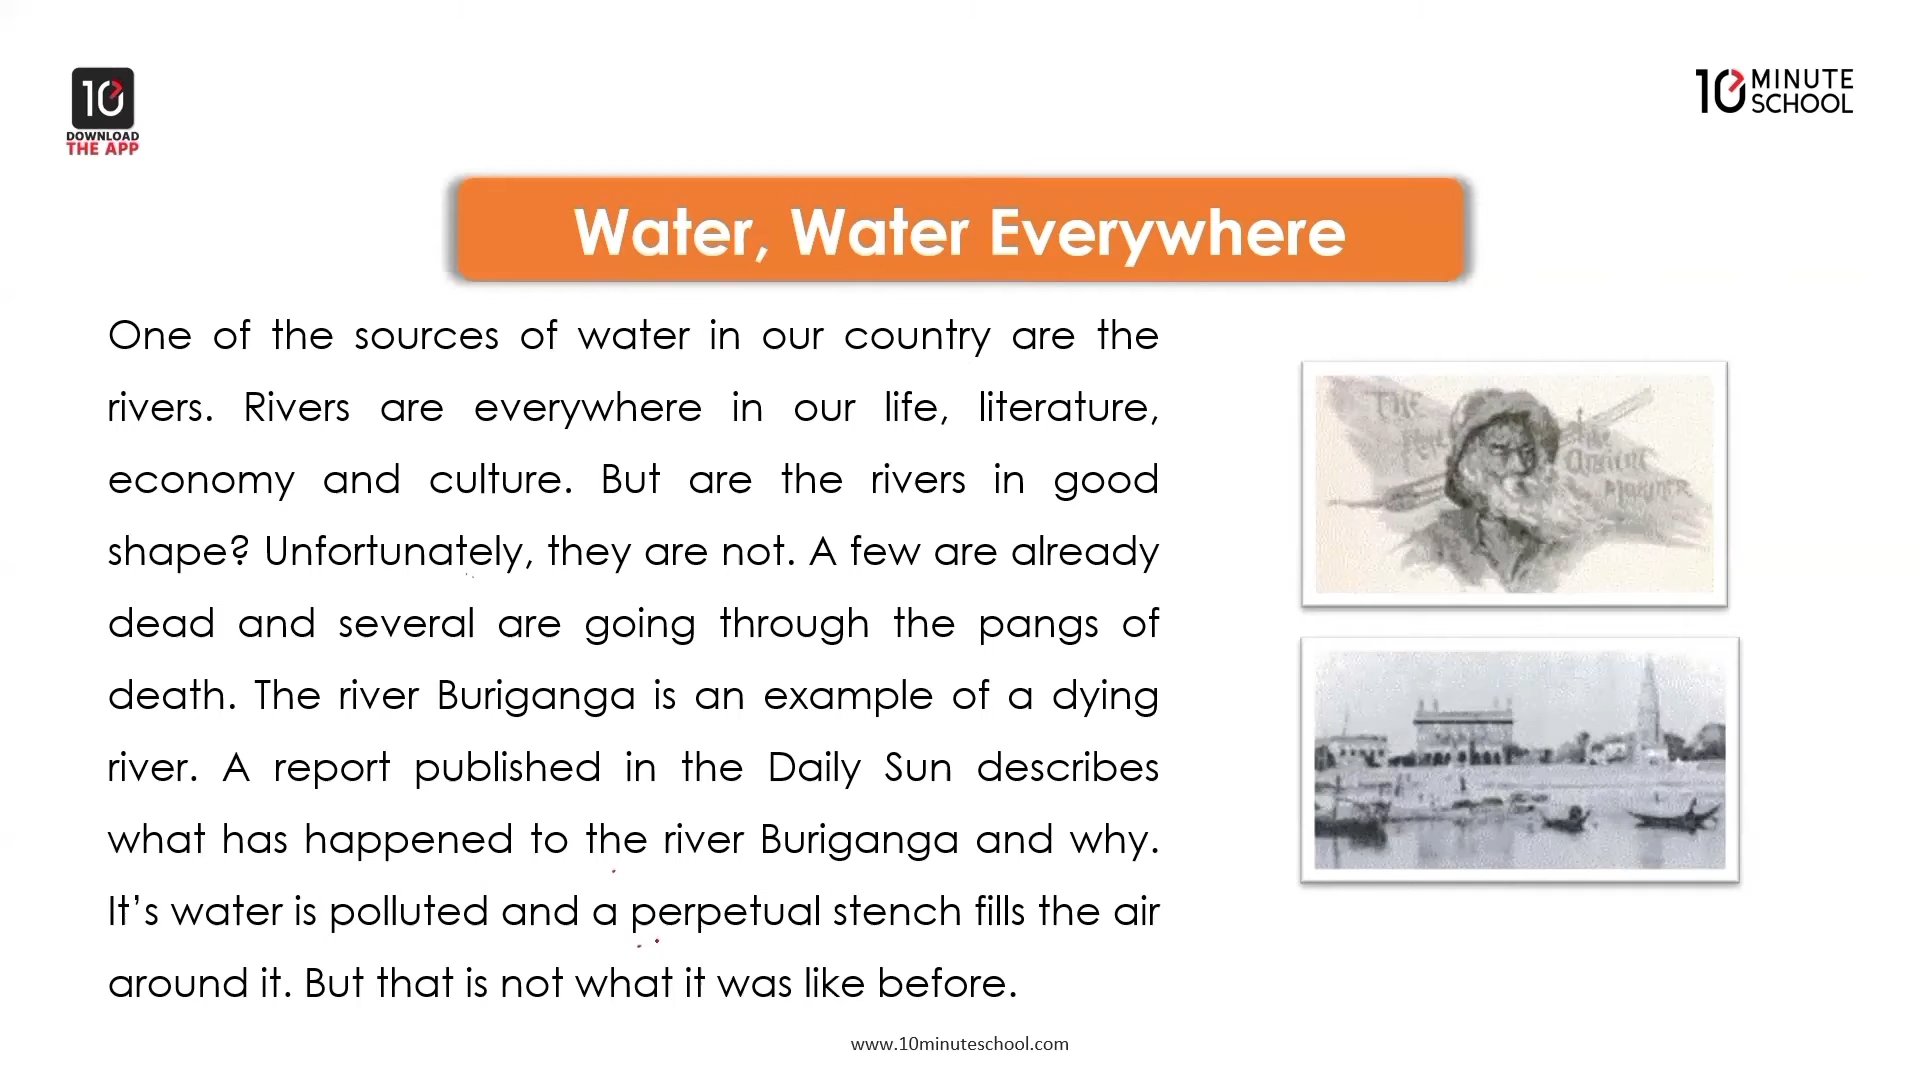 10
DOWNLOAD
THE APP
10 MINUTE
SCHOOL
Water, Water Everywhere
One of the sources of water in our country are the
rivers. Rivers are everywhere in our life, literature,
economy and culture. But are the rivers in good
shape? Unfortunately, they are not. A few are already
dead and several are going through the pangs of
death. The river Buriganga is an example of a dying
river. A report published in the Daily Sun describes
what has happened to the river Buriganga and why.
It’s water is polluted and a perpetual stench fills the air
around it. But that is not what it was like before.
THE
Ancient
Mariner
www.10minuteschool.com